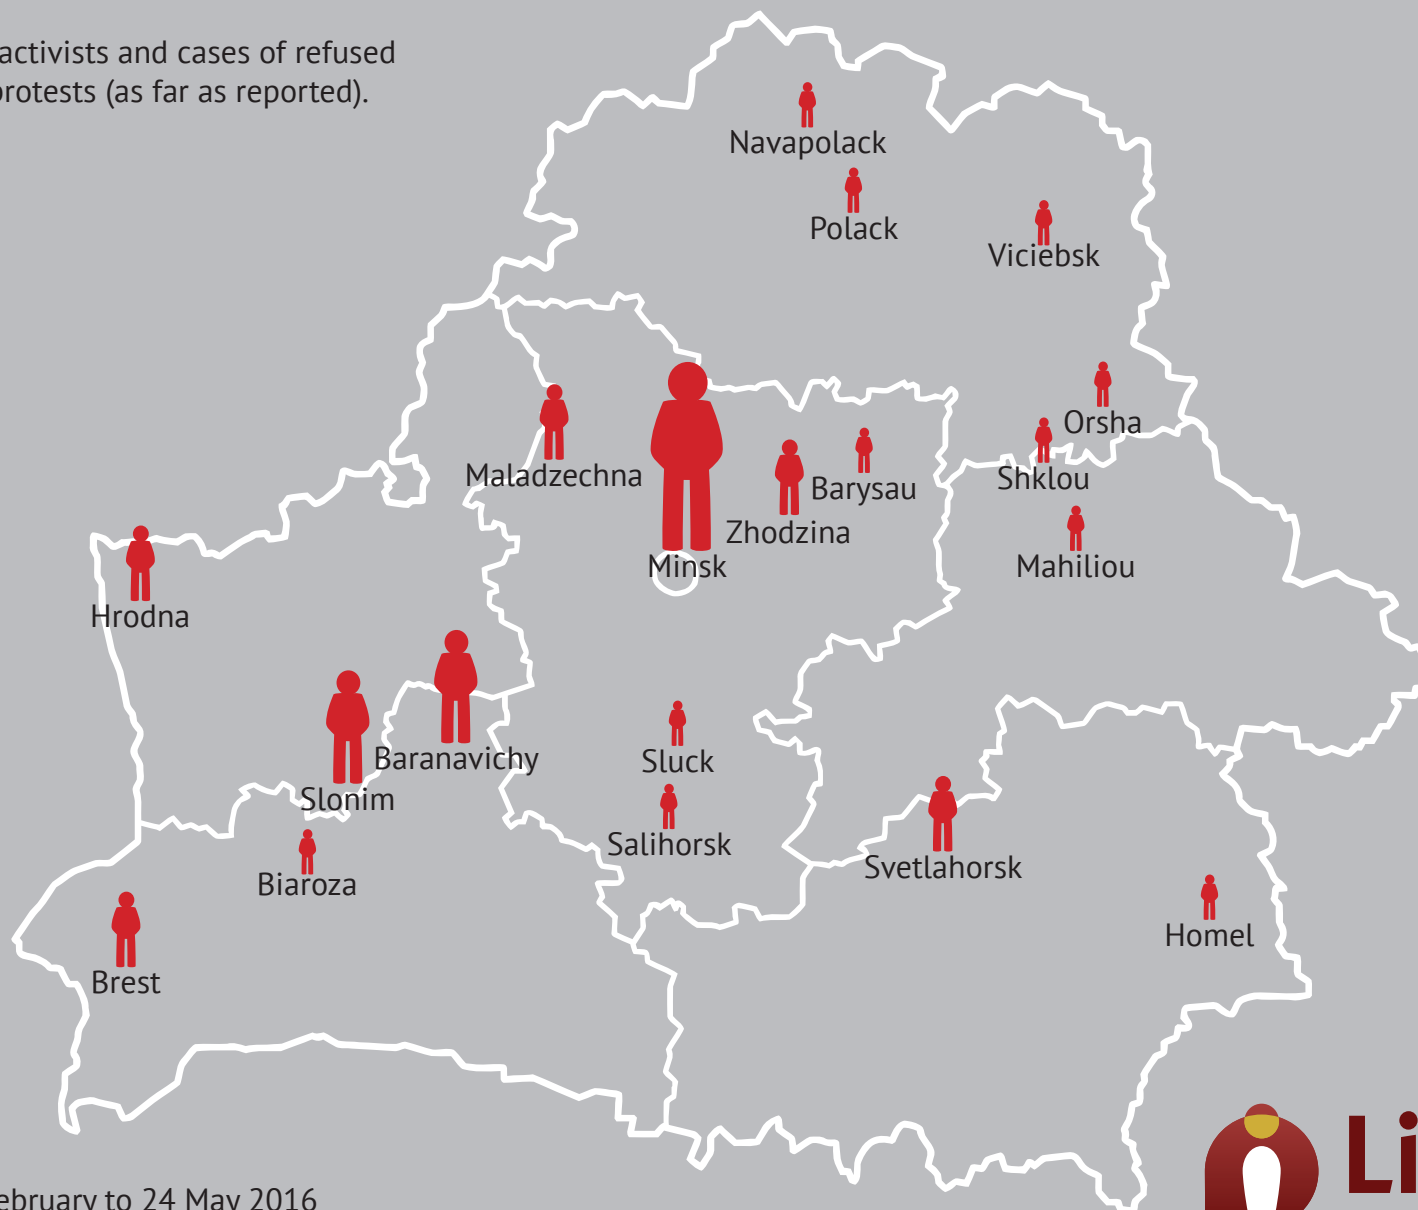 activists and cases of refused
protests (as far as reported).
Navapolack
Polack
Viciebsk
Orsha
Shklou
Maladzechna
Barysau
Zhodzina
Minsk
Mahiliou
Hrodna
Baranavichy
Sluck
Slonim
Salihorsk
Svetlahorsk
Biaroza
Homel
Brest
Li
ebruary to 24 May 2016